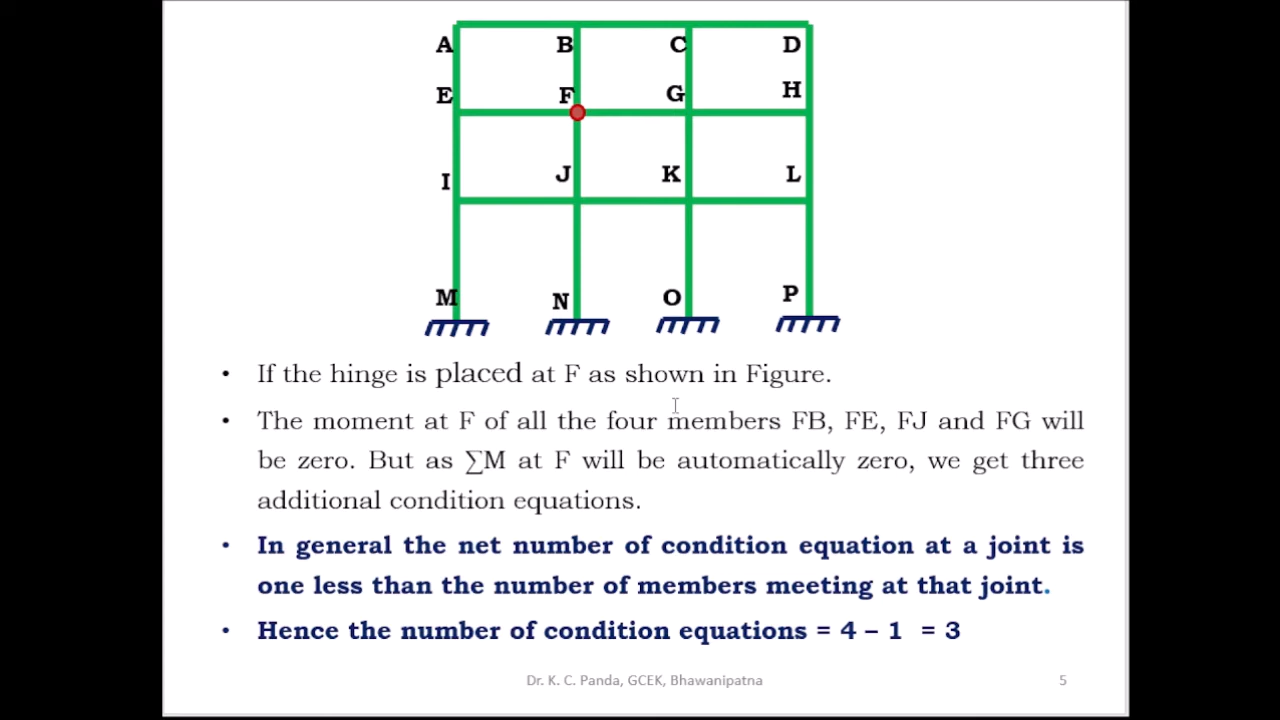 A B C D
E F G H
I J K L
M N O P
• If the hinge is placed at F as shown in Figure.
• The moment at F of all the four members FB, FE, FJ and FG will
be zero. But as ∑M at F will be automatically zero, we get three
additional condition equations.
• In general the net number of condition equation at a joint is
one less than the number of members meeting at that joint.
• Hence the number of condition equations = 4 – 1 = 3
Dr. K. C. Panda, GCEK, Bhawanipatna 5